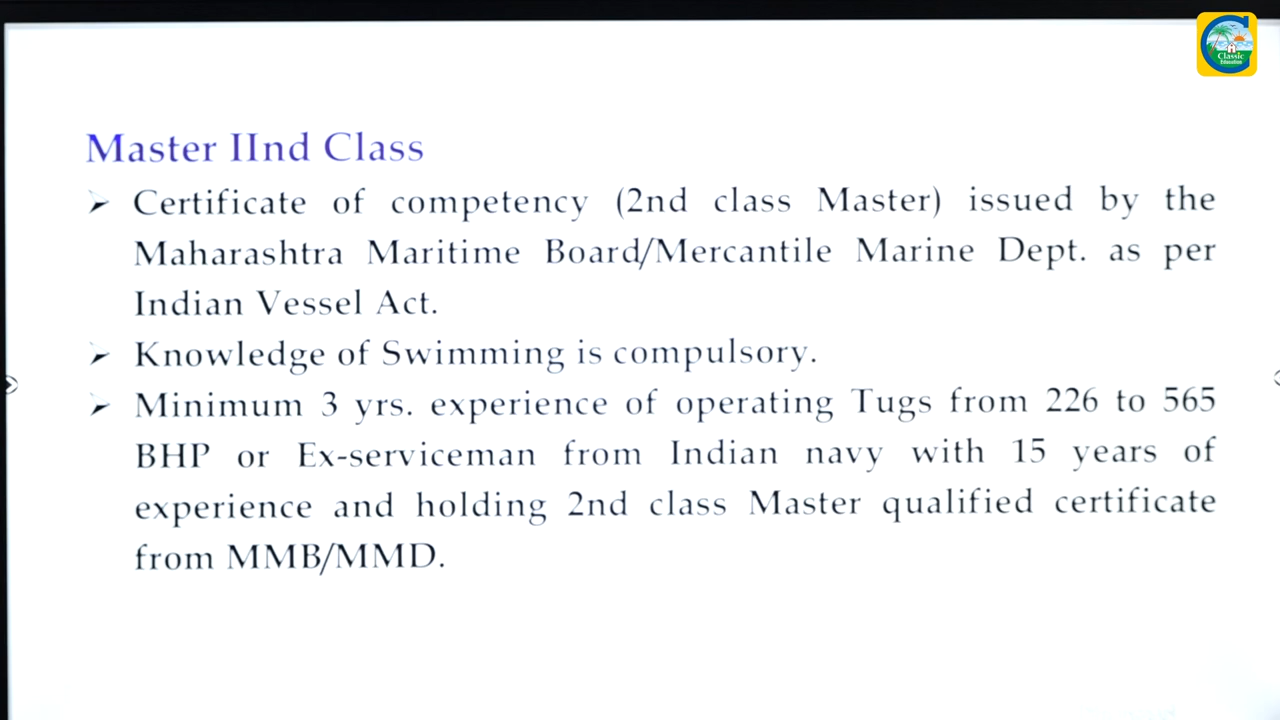 Classic
Education
Master IInd Class
➢ Certificate of competency (2nd class Master) issued by the
Maharashtra Maritime Board/Mercantile Marine Dept. as per
Indian Vessel Act.
➢ Knowledge of Swimming is compulsory.
➢ Minimum 3 yrs. experience of operating Tugs from 226 to 565
BHP or Ex-serviceman from Indian navy with 15 years of
experience and holding 2nd class Master qualified certificate
from MMB/MMD.